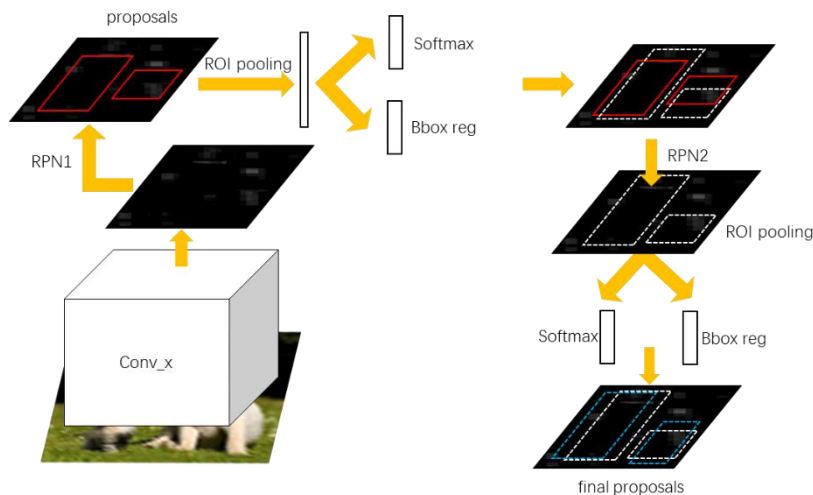 proposals
ROI pooling
Softmax
Bbox reg
RPN1
Conv_x
RPN2
ROI pooling
Softmax
Bbox reg
final proposals